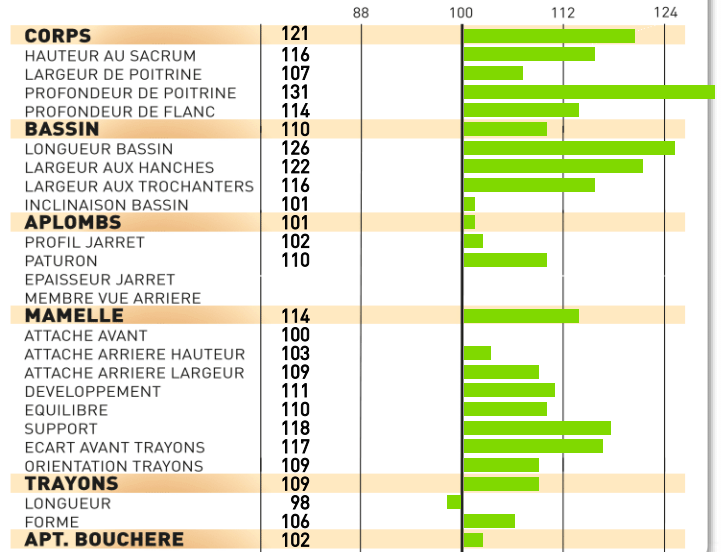 88 100 112 124
CORPS 121
HAUTEUR AU SACRUM 116
LARGEUR DE POITRINE 107
PROFONDEUR DE POITRINE 131
PROFONDEUR DE FLANC 114
BASSIN 110
LONGUEUR BASSIN 126
LARGEUR AUX HANCHES 122
LARGEUR AUX TROCHANTERS 116
INCLINAISON BASSIN 101
APLOMBS 101
PROFIL JARRET 102
PATURON 110
EPAISSEUR JARRET
MEMBRE VUE ARRIERE
MAMELLE 114
ATTACHE AVANT 100
ATTACHE ARRIERE HAUTEUR 103
ATTACHE ARRIERE LARGEUR 109
DEVELOPPEMENT 111
EQUILIBRE 110
SUPPORT 118
ECART AVANT TRAYONS 117
ORIENTATION TRAYONS 109
TRAYONS 109
LONGUEUR 98
FORME 106
APT. BOUCHERE 102